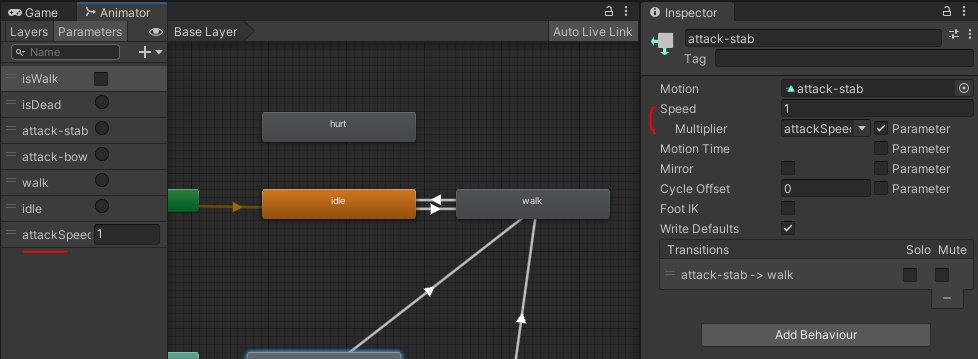 Game
Animator
Layers
Parameters
Base Layer
Auto Live Link
Name
isWalk
isDead
attack-stab
attack-bow
walk
idle
attackSpeed
1
hurt
idle
walk
Inspector
attack-stab
Tag
Motion
attack-stab
Speed
1
Multiplier
attackSpeed
Parameter
Motion Time
Parameter
Mirror
Parameter
Cycle Offset
0
Parameter
Foot IK
Write Defaults
Transitions
Solo
Mute
attack-stab -> walk
Add Behaviour